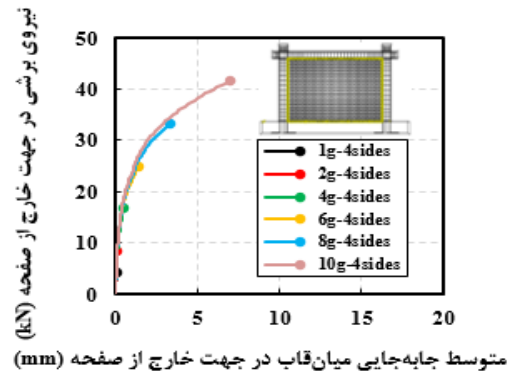 نیروی برشی در جهت خارج از صفحه (kN)
50
40
30
20
10
0
1g-4sides
2g-4sides
4g-4sides
6g-4sides
8g-4sides
10g-4sides
0 5 10 15 20
متوسط جابه‌جایی میان‌قاب در جهت خارج از صفحه (mm)